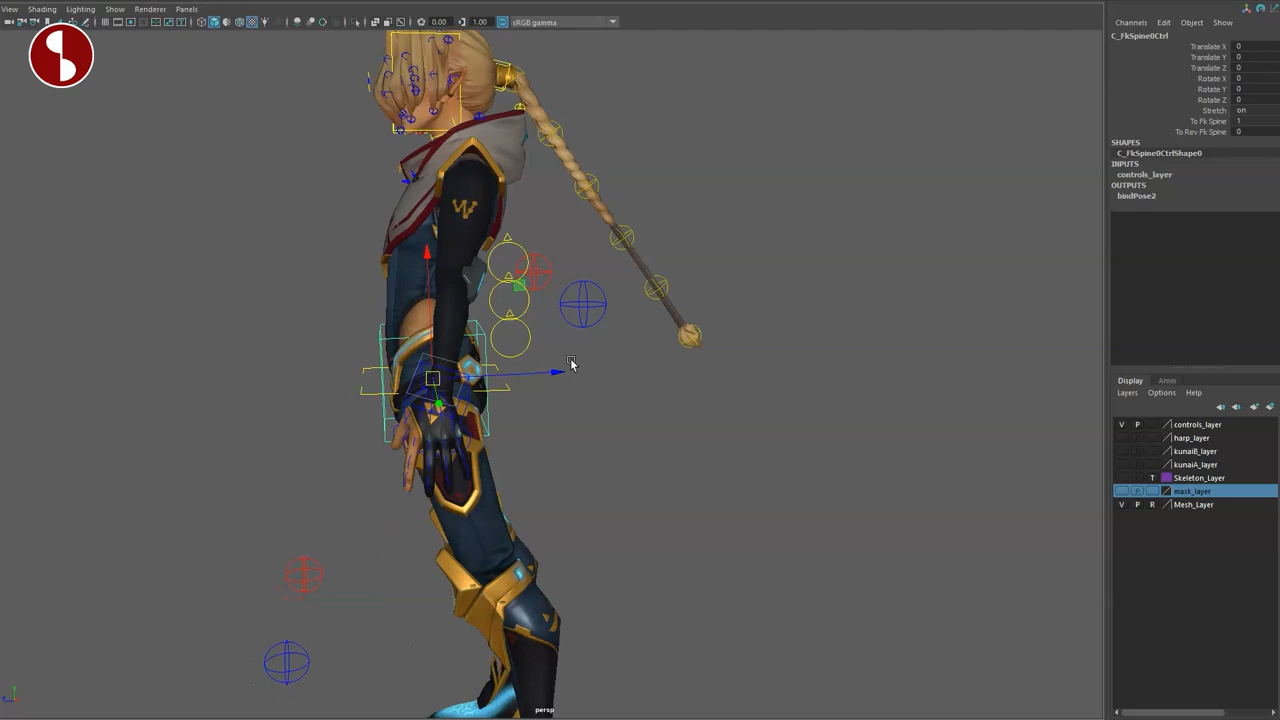 View Shading Lighting Show Renderer Panels
0.00 1.00 sRGB gamma
Channels Edit Object Show
C_FkSpine0Ctrl
Translate X 0
Translate Y 0
Translate Z 0
Rotate X 0
Rotate Y 0
Rotate Z 0
Stretch on
To Fk Spine 1
To Rev Fk Spine 0
SHAPES
C_FkSpine0CtrlShape0
INPUTS
controls_layer
OUTPUTS
bindPose2
Display Anim
Layers Options Help
V P controls_layer
harp_layer
kunaiB_layer
kunaiA_layer
T Skeleton_Layer
mask_layer
V P R Mesh_Layer
persp